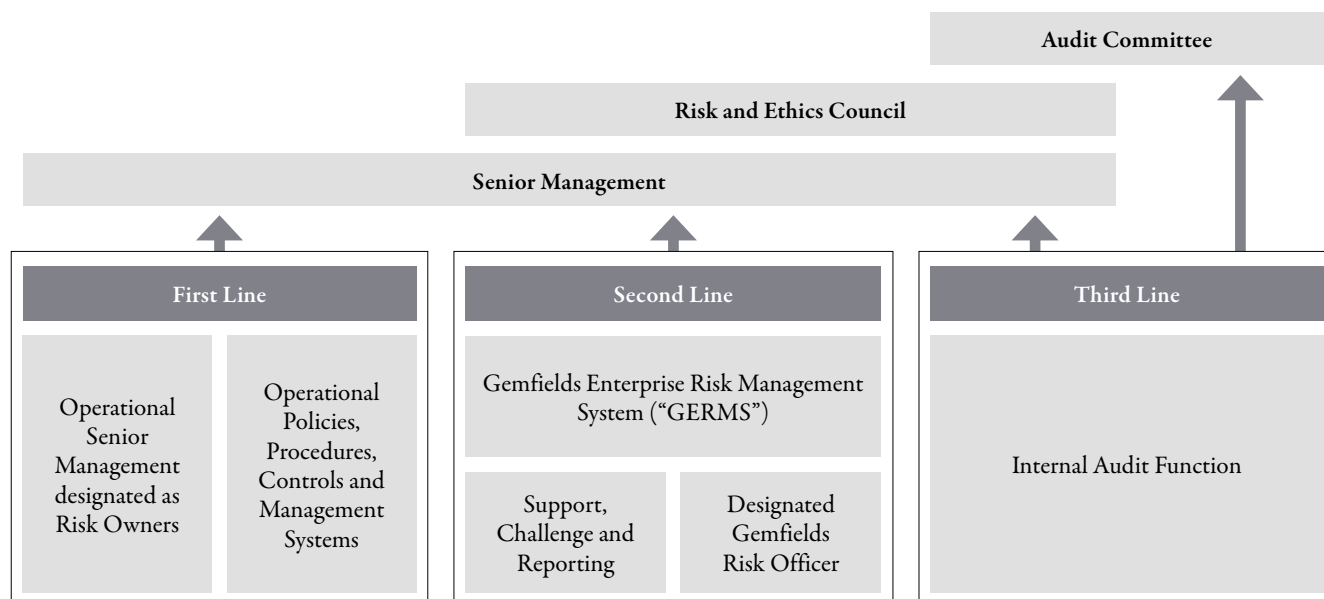 Audit Committee
Risk and Ethics Council
Senior Management
First Line
Operational
Senior
Management
designated as
Risk Owners
Operational
Policies,
Procedures,
Controls and
Management
Systems
Second Line
Gemfields Enterprise Risk Management
System (“GERMS”)
Support,
Challenge and
Reporting
Designated
Gemfields
Risk Officer
Third Line
Internal Audit Function